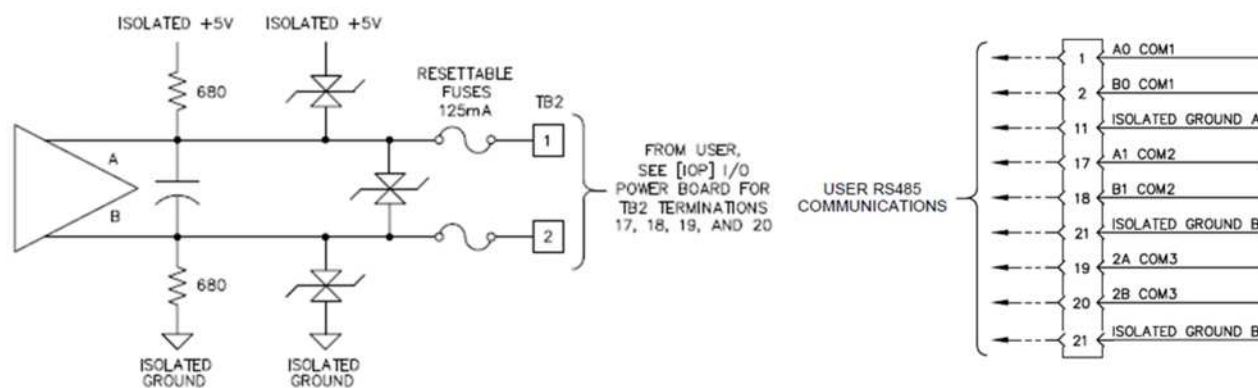 ISOLATED +5V
ISOLATED +5V
680
RESETTABLE
FUSES
125mA
TB2
A
B
1
2
680
ISOLATED
GROUND
ISOLATED
GROUND
FROM USER,
SEE [IOP] I/O
POWER BOARD FOR
TB2 TERMINATIONS
17, 18, 19, AND 20
USER RS485
COMMUNICATIONS
1 A0 COM1
2 B0 COM1
11 ISOLATED GROUND A
17 A1 COM2
18 B1 COM2
21 ISOLATED GROUND B
19 2A COM3
20 2B COM3
21 ISOLATED GROUND B